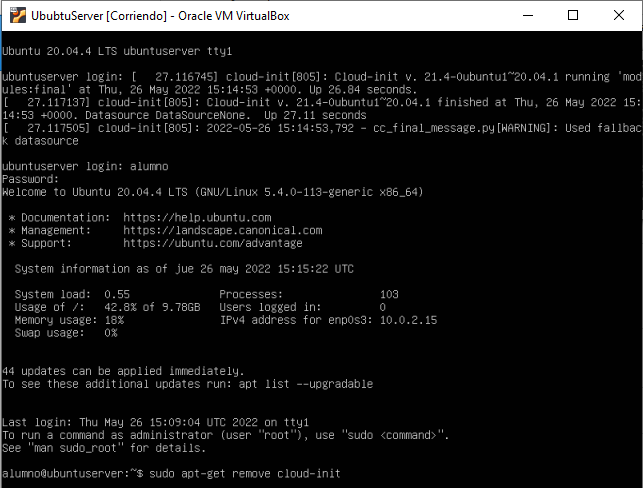 UbubtuServer [Corriendo] - Oracle VM VirtualBox
Ubuntu 20.04.4 LTS ubuntuserver tty1
ubuntuserver login: [   27.116745] cloud-init[805]: Cloud-init v. 21.4-0ubuntu1~20.04.1 running 'mod
ules:final' at Thu, 26 May 2022 15:14:53 +0000. Up 26.84 seconds.
[   27.117137] cloud-init[805]: Cloud-init v. 21.4-0ubuntu1~20.04.1 finished at Thu, 26 May 2022 15:
14:53 +0000. Datasource DataSourceNone.  Up 27.11 seconds
[   27.117505] cloud-init[805]: 2022-05-26 15:14:53,792 - cc_final_message.py[WARNING]: Used fallbac
k datasource
ubuntuserver login: alumno
Password:
Welcome to Ubuntu 20.04.4 LTS (GNU/Linux 5.4.0-113-generic x86_64)
* Documentation:  https://help.ubuntu.com
* Management:     https://landscape.canonical.com
* Support:        https://ubuntu.com/advantage
System information as of jue 26 may 2022 15:15:22 UTC
System load:  0.55              Processes:               103
Usage of /:   42.8% of 9.78GB   Users logged in:         0
Memory usage: 18%               IPv4 address for enp0s3: 10.0.2.15
Swap usage:   0%
44 updates can be applied immediately.
To see these additional updates run: apt list --upgradable
Last login: Thu May 26 15:09:04 UTC 2022 on tty1
To run a command as administrator (user "root"), use "sudo <command>".
See "man sudo_root" for details.
alumno@ubuntuserver:~$ sudo apt-get remove cloud-init